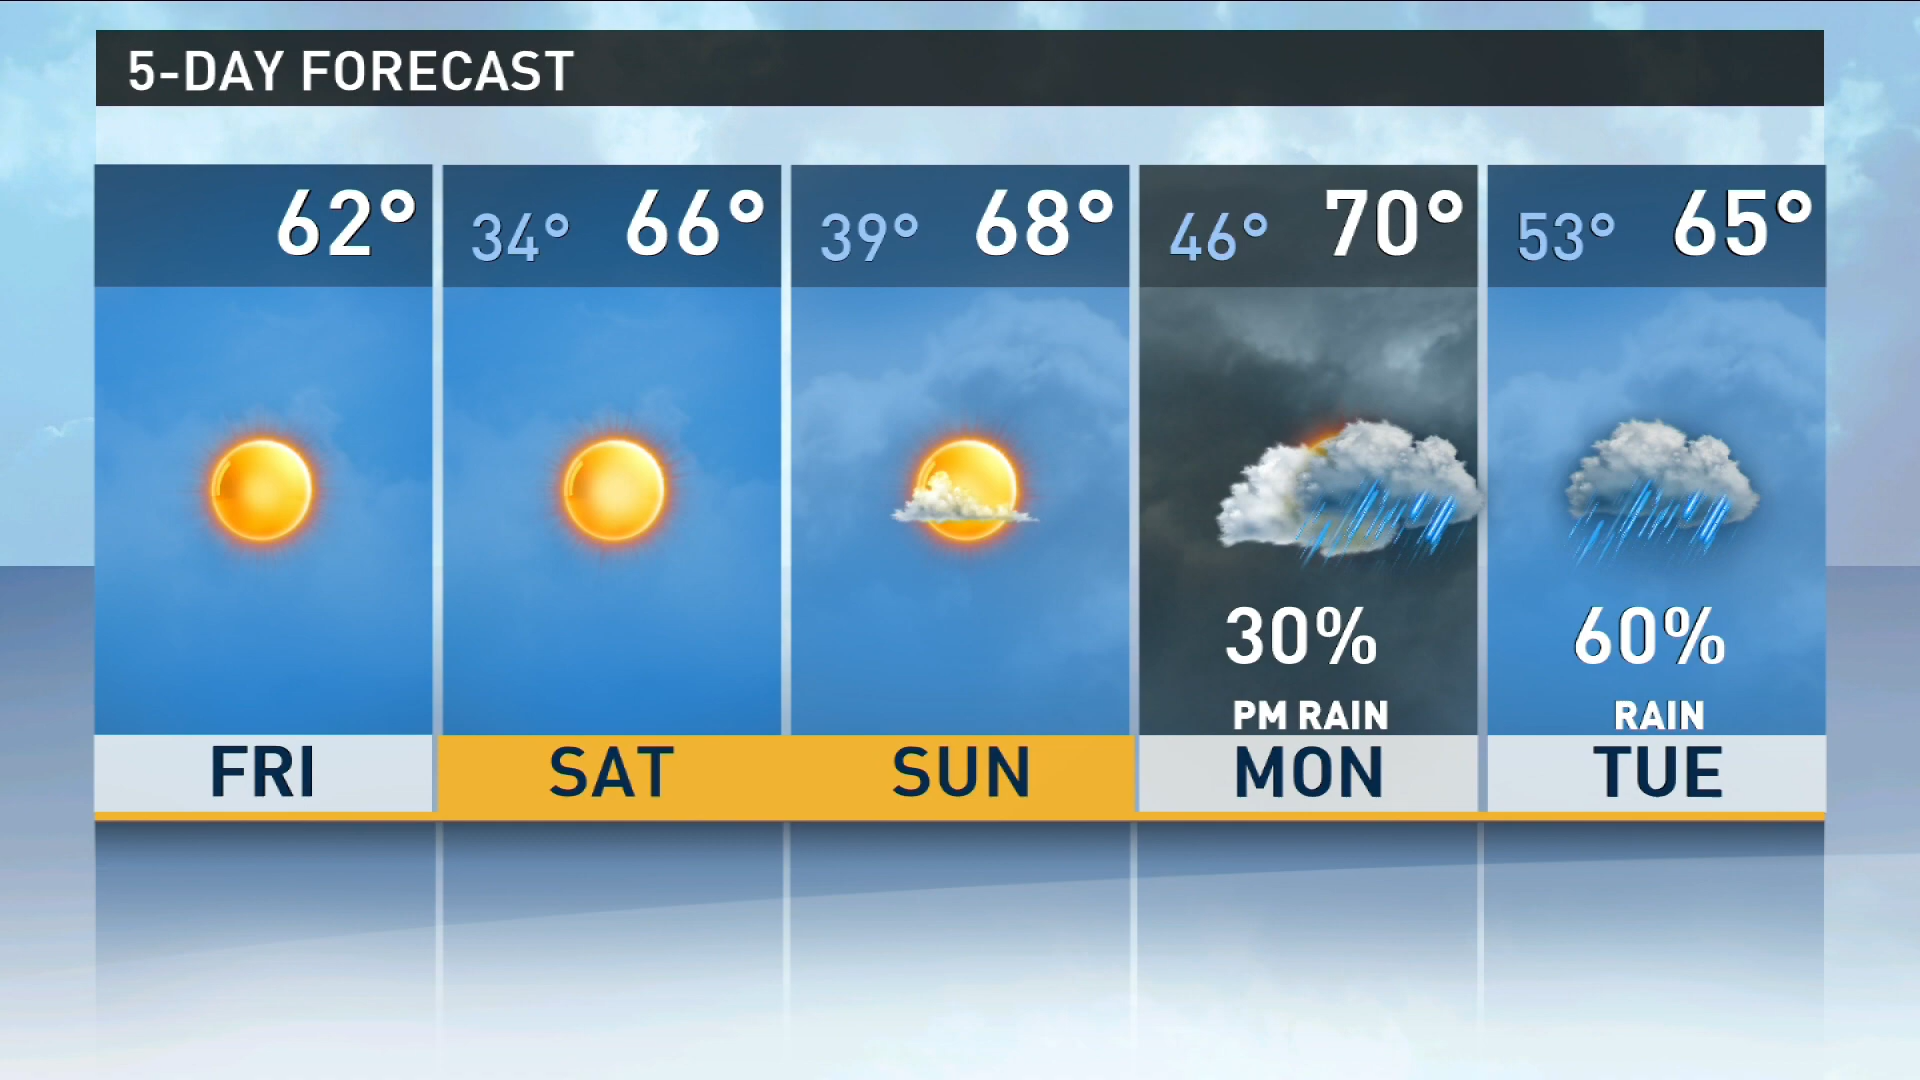 5-DAY FORECAST
62° 34° 66° 39° 68° 46° 70° 53° 65°
30% 60%
PM RAIN RAIN
FRI SAT SUN MON TUE